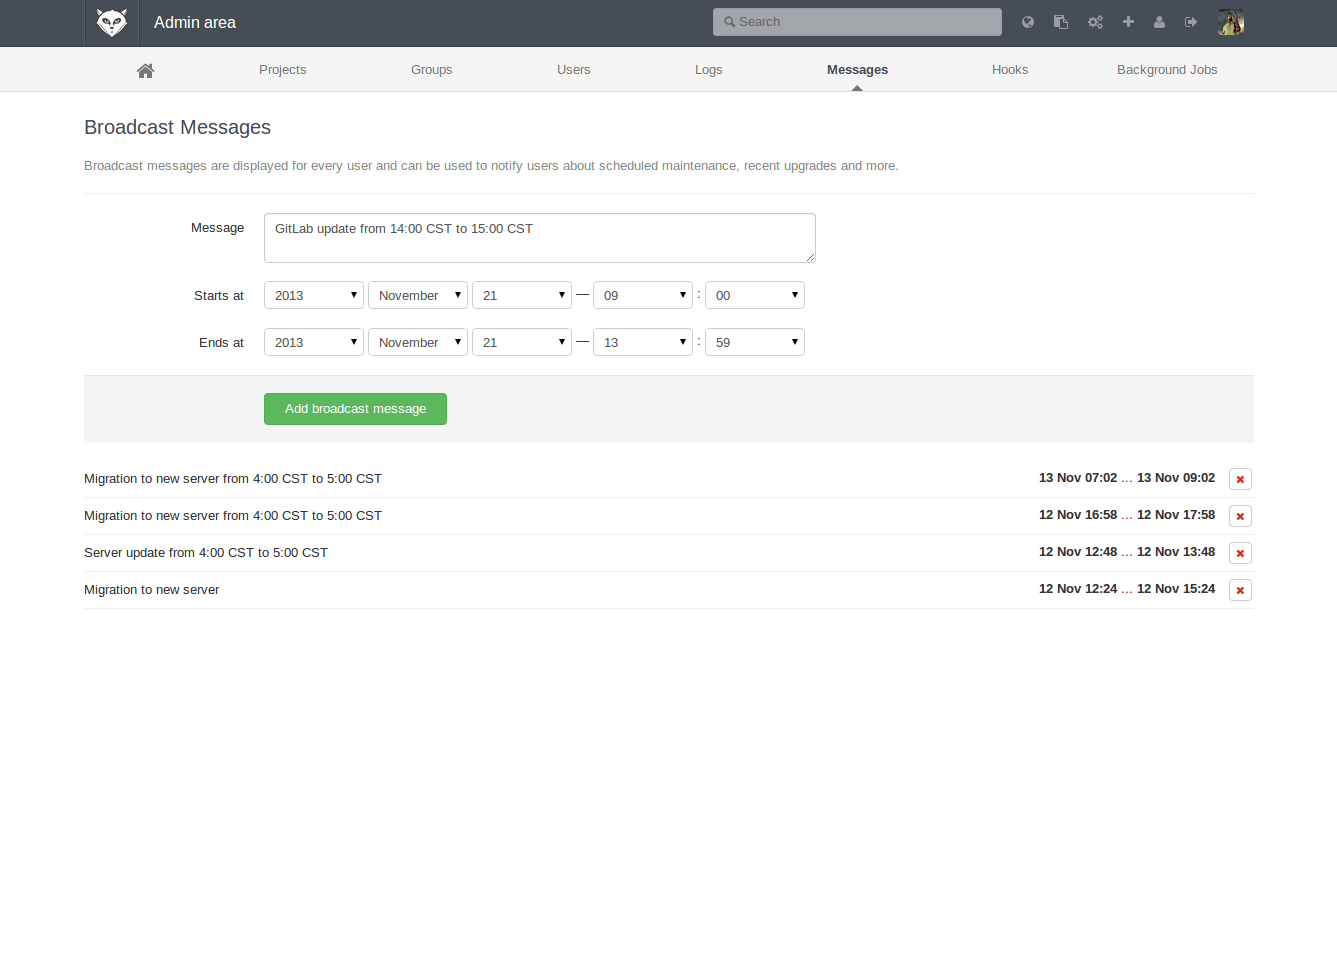 Admin area
Search
Projects Groups Users Logs Messages Hooks Background Jobs
Broadcast Messages
Broadcast messages are displayed for every user and can be used to notify users about scheduled maintenance, recent upgrades and more.
Message GitLab update from 14:00 CST to 15:00 CST
Starts at 2013 November 21 — 09 : 00
Ends at 2013 November 21 — 13 : 59
Add broadcast message
Migration to new server from 4:00 CST to 5:00 CST 13 Nov 07:02 ... 13 Nov 09:02
Migration to new server from 4:00 CST to 5:00 CST 12 Nov 16:58 ... 12 Nov 17:58
Server update from 4:00 CST to 5:00 CST 12 Nov 12:48 ... 12 Nov 13:48
Migration to new server 12 Nov 12:24 ... 12 Nov 15:24